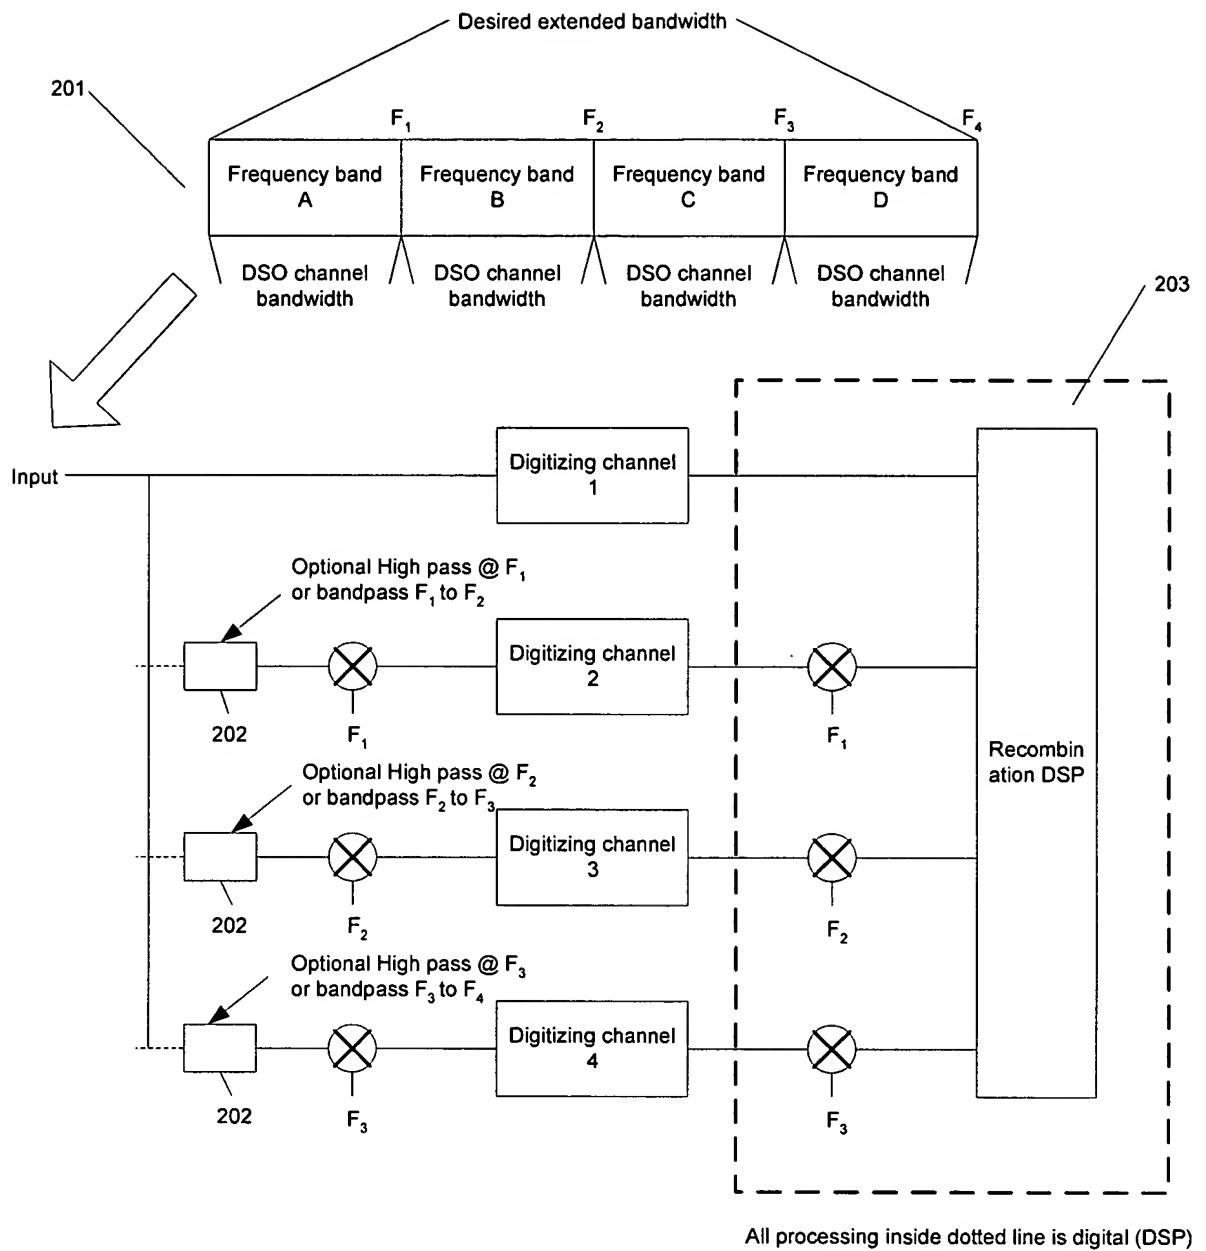 Desired extended bandwidth
201
F1
F2
F3
F4
Frequency band
A
Frequency band
B
Frequency band
C
Frequency band
D
DSO channel
bandwidth
DSO channel
bandwidth
DSO channel
bandwidth
DSO channel
bandwidth
203
Input
Digitizing channel
1
Optional High pass @ F1
or bandpass F1 to F2
202
F1
Digitizing channel
2
F1
Optional High pass @ F2
or bandpass F2 to F3
202
F2
Digitizing channel
3
F2
Recombin
ation DSP
Optional High pass @ F3
or bandpass F3 to F4
202
F3
Digitizing channel
4
F3
All processing inside dotted line is digital (DSP)